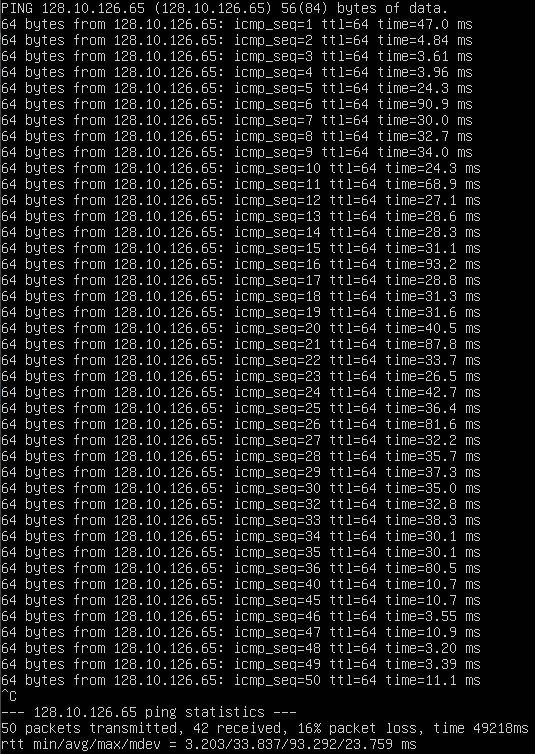 PING 128.10.126.65 (128.10.126.65) 56(84) bytes of data.
64 bytes from 128.10.126.65: icmp_seq=1 ttl=64 time=47.0 ms
64 bytes from 128.10.126.65: icmp_seq=2 ttl=64 time=4.84 ms
64 bytes from 128.10.126.65: icmp_seq=3 ttl=64 time=3.61 ms
64 bytes from 128.10.126.65: icmp_seq=4 ttl=64 time=3.96 ms
64 bytes from 128.10.126.65: icmp_seq=5 ttl=64 time=24.3 ms
64 bytes from 128.10.126.65: icmp_seq=6 ttl=64 time=90.9 ms
64 bytes from 128.10.126.65: icmp_seq=7 ttl=64 time=30.0 ms
64 bytes from 128.10.126.65: icmp_seq=8 ttl=64 time=32.7 ms
64 bytes from 128.10.126.65: icmp_seq=9 ttl=64 time=34.0 ms
64 bytes from 128.10.126.65: icmp_seq=10 ttl=64 time=24.3 ms
64 bytes from 128.10.126.65: icmp_seq=11 ttl=64 time=68.9 ms
64 bytes from 128.10.126.65: icmp_seq=12 ttl=64 time=27.1 ms
64 bytes from 128.10.126.65: icmp_seq=13 ttl=64 time=28.6 ms
64 bytes from 128.10.126.65: icmp_seq=14 ttl=64 time=28.3 ms
64 bytes from 128.10.126.65: icmp_seq=15 ttl=64 time=31.1 ms
64 bytes from 128.10.126.65: icmp_seq=16 ttl=64 time=93.2 ms
64 bytes from 128.10.126.65: icmp_seq=17 ttl=64 time=28.8 ms
64 bytes from 128.10.126.65: icmp_seq=18 ttl=64 time=31.3 ms
64 bytes from 128.10.126.65: icmp_seq=19 ttl=64 time=31.6 ms
64 bytes from 128.10.126.65: icmp_seq=20 ttl=64 time=40.5 ms
64 bytes from 128.10.126.65: icmp_seq=21 ttl=64 time=87.8 ms
64 bytes from 128.10.126.65: icmp_seq=22 ttl=64 time=33.7 ms
64 bytes from 128.10.126.65: icmp_seq=23 ttl=64 time=26.5 ms
64 bytes from 128.10.126.65: icmp_seq=24 ttl=64 time=42.7 ms
64 bytes from 128.10.126.65: icmp_seq=25 ttl=64 time=36.4 ms
64 bytes from 128.10.126.65: icmp_seq=26 ttl=64 time=81.6 ms
64 bytes from 128.10.126.65: icmp_seq=27 ttl=64 time=32.2 ms
64 bytes from 128.10.126.65: icmp_seq=28 ttl=64 time=35.7 ms
64 bytes from 128.10.126.65: icmp_seq=29 ttl=64 time=37.3 ms
64 bytes from 128.10.126.65: icmp_seq=30 ttl=64 time=35.0 ms
64 bytes from 128.10.126.65: icmp_seq=32 ttl=64 time=32.8 ms
64 bytes from 128.10.126.65: icmp_seq=33 ttl=64 time=38.3 ms
64 bytes from 128.10.126.65: icmp_seq=34 ttl=64 time=30.1 ms
64 bytes from 128.10.126.65: icmp_seq=35 ttl=64 time=30.1 ms
64 bytes from 128.10.126.65: icmp_seq=36 ttl=64 time=80.5 ms
64 bytes from 128.10.126.65: icmp_seq=40 ttl=64 time=10.7 ms
64 bytes from 128.10.126.65: icmp_seq=45 ttl=64 time=10.7 ms
64 bytes from 128.10.126.65: icmp_seq=46 ttl=64 time=3.55 ms
64 bytes from 128.10.126.65: icmp_seq=47 ttl=64 time=10.9 ms
64 bytes from 128.10.126.65: icmp_seq=48 ttl=64 time=3.20 ms
64 bytes from 128.10.126.65: icmp_seq=49 ttl=64 time=3.39 ms
64 bytes from 128.10.126.65: icmp_seq=50 ttl=64 time=11.1 ms
^C
--- 128.10.126.65 ping statistics ---
50 packets transmitted, 42 received, 16% packet loss, time 49218ms
rtt min/avg/max/mdev = 3.203/33.837/93.292/23.759 ms